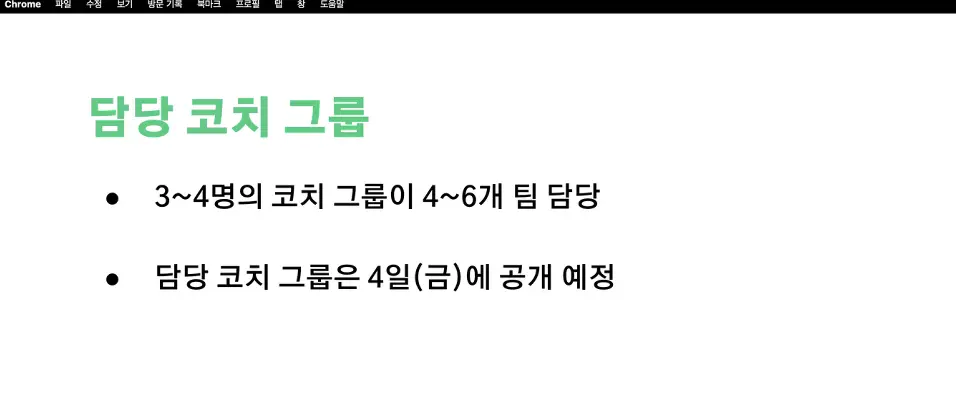 Chrome 파일 수정 보기 방문 기록 북마크 프로필 탭 창 도움말
담당 코치 그룹
● 3~4명의 코치 그룹이 4~6개 팀 담당
● 담당 코치 그룹은 4일(금)에 공개 예정